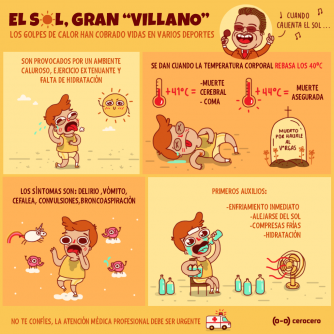 EL SOL, GRAN "VILLANO"
LOS GOLPES DE CALOR HAN COBRADO VIDAS EN VARIOS DEPORTES
♪ CUANDO
CALIENTA EL SOL... ♪
SON PROVOCADOS POR UN AMBIENTE
CALUROSO, EJERCICIO EXTENUANTE Y
FALTA DE HIDRATACIÓN
SE DAN CUANDO LA TEMPERATURA CORPORAL REBASA LOS 40ºC
+41ºC =
-MUERTE
CEREBRAL
- COMA
+44ºC =
-MUERTE
ASEGURADA
MUERTO
POR HACERLE
AL V*RGAS
LOS SÍNTOMAS SON: DELIRIO ,VÓMITO,
CEFALEA, CONVULSIONES,BRONCOASPIRACIÓN
PRIMEROS AUXILIOS:
-ENFRIAMIENTO INMEDIATO
- ALEJARSE DEL SOL
- COMPRESAS FRÍAS
-HIDRATACIÓN
NO TE CONFÍES, LA ATENCIÓN MÉDICA PROFESIONAL DEBE SER URGENTE
cerocero